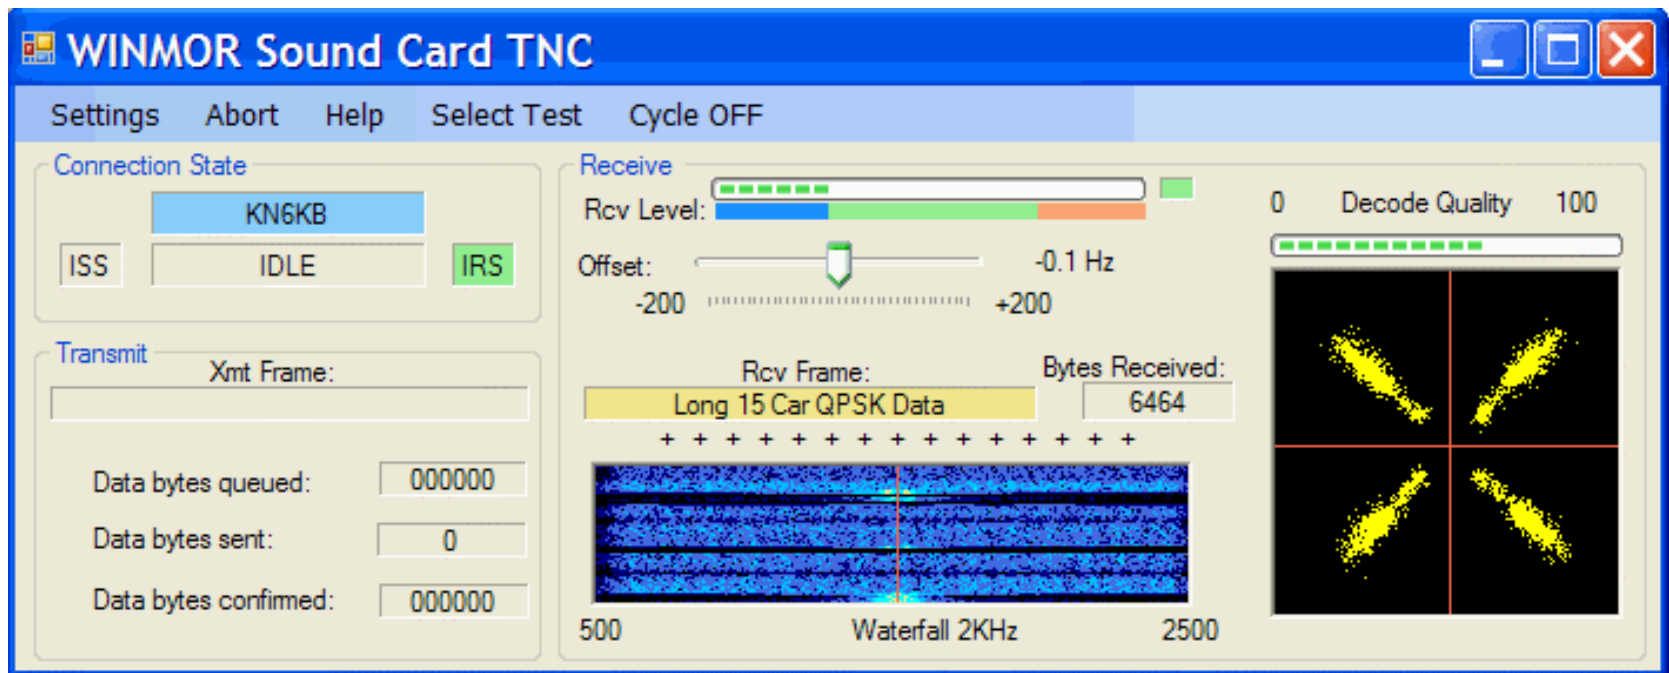 WINMOR Sound Card TNC
Settings Abort Help Select Test Cycle OFF
Connection State
KN6KB
ISS IDLE IRS
Transmit
Xmt Frame:
Data bytes queued: 000000
Data bytes sent: 0
Data bytes confirmed: 000000
Receive
Rcv Level:
Offset: -0.1 Hz
-200 +200
Rcv Frame: Bytes Received:
Long 15 Car QPSK Data 6464
+ + + + + + + + + + + + + + +
500 Waterfall 2KHz 2500
0 Decode Quality 100